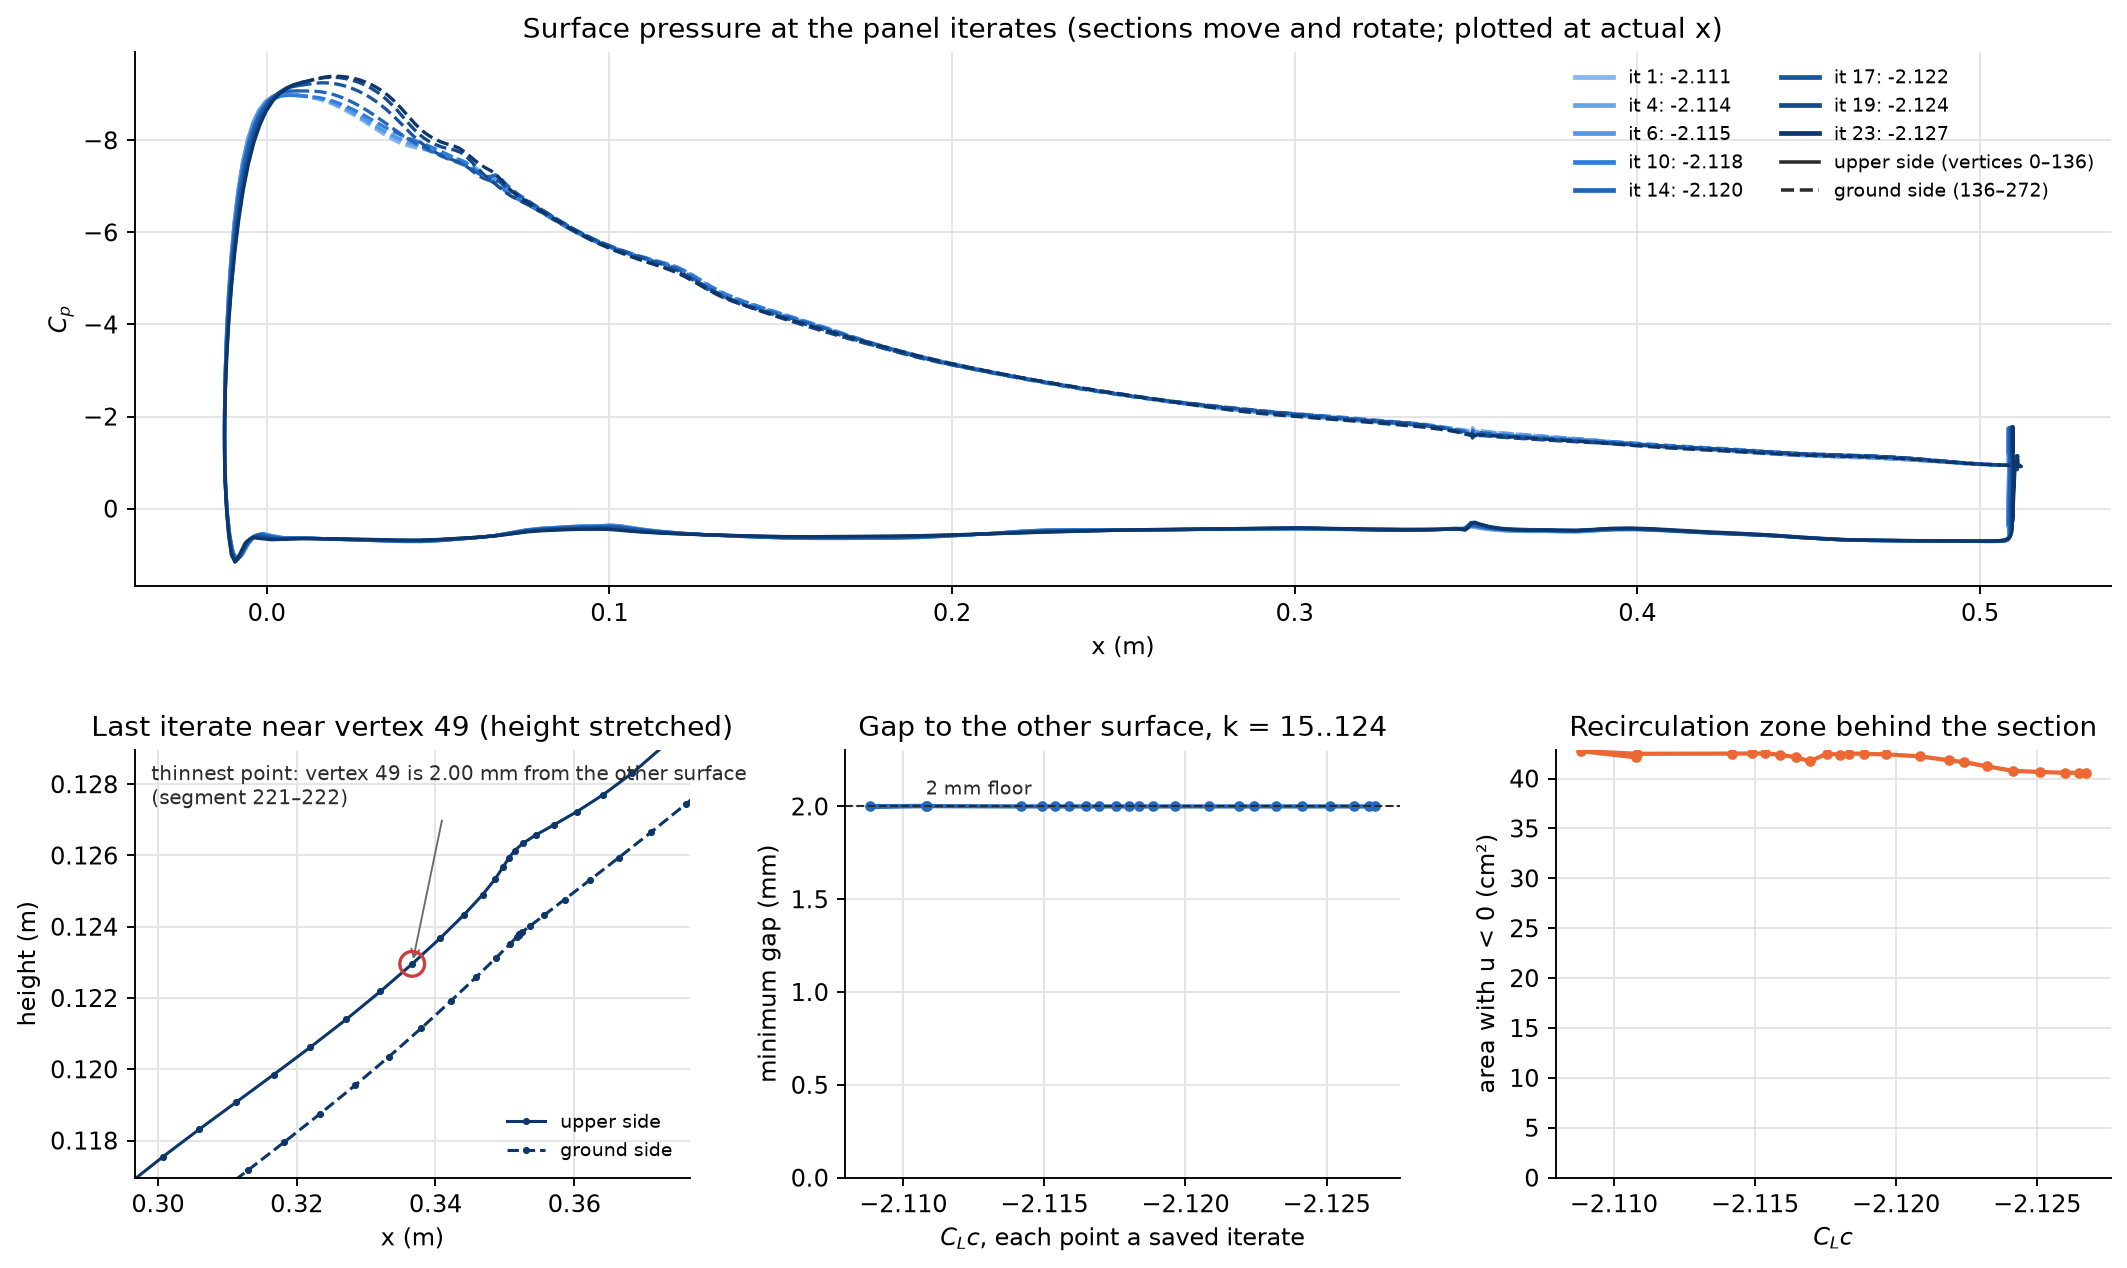 Surface pressure at the panel iterates (sections move and rotate; plotted at actual x)
it 1: -2.111
it 4: -2.114
it 6: -2.115
it 10: -2.118
it 14: -2.120
it 17: -2.122
it 19: -2.124
it 23: -2.127
upper side (vertices 0–136)
ground side (136–272)
−8
−6
−4
−2
0
Cp
0.0
0.1
0.2
0.3
0.4
0.5
x (m)
Last iterate near vertex 49 (height stretched)
thinnest point: vertex 49 is 2.00 mm from the other surface
(segment 221–222)
0.128
0.126
0.124
0.122
0.120
0.118
height (m)
upper side
ground side
0.30
0.32
0.34
0.36
x (m)
Gap to the other surface, k = 15..124
2 mm floor
2.0
1.5
1.0
0.5
0.0
minimum gap (mm)
−2.110
−2.115
−2.120
−2.125
CLc, each point a saved iterate
Recirculation zone behind the section
40
35
30
25
20
15
10
5
0
area with u < 0 (cm²)
−2.110
−2.115
−2.120
−2.125
CLc